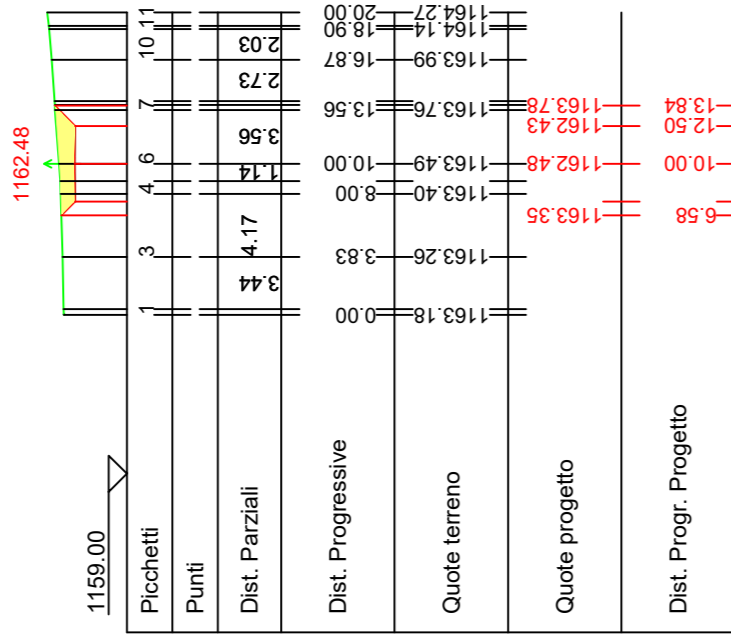 1162.48
1159.00
Picchetti 1 3 4 6 7 10 11
Punti
Dist. Parziali 3.44 4.17 1.14 3.56 2.73 2.03
Dist. Progressive 0.00 3.83 8.00 10.00 13.56 16.87 18.90 20.00
Quote terreno 1163.18 1163.26 1163.40 1163.49 1163.76 1163.99 1164.14 1164.27
Quote progetto 1163.35 1162.48 1162.43 1163.78
Dist. Progr. Progetto 6.58 10.00 12.50 13.84